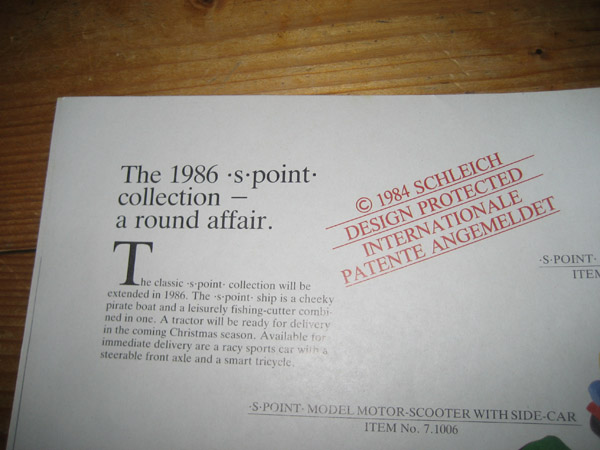 The 1986 ·s·point·
collection –
a round affair.
The classic ·s·point· collection will be
extended in 1986. The ·s·point· ship is a cheeky
pirate boat and a leisurely fishing-cutter combi-
ned in one. A tractor will be ready for delivery
in the coming Christmas season. Available for
immediate delivery are a racy sports car with a
steerable front axle and a smart tricycle.
© 1984 SCHLEICH
DESIGN PROTECTED
INTERNATIONALE
PATENTE ANGEMELDET
·S·POINT·
ITEM
·S·POINT· MODEL MOTOR-SCOOTER WITH SIDE-CAR
ITEM No. 7.1006